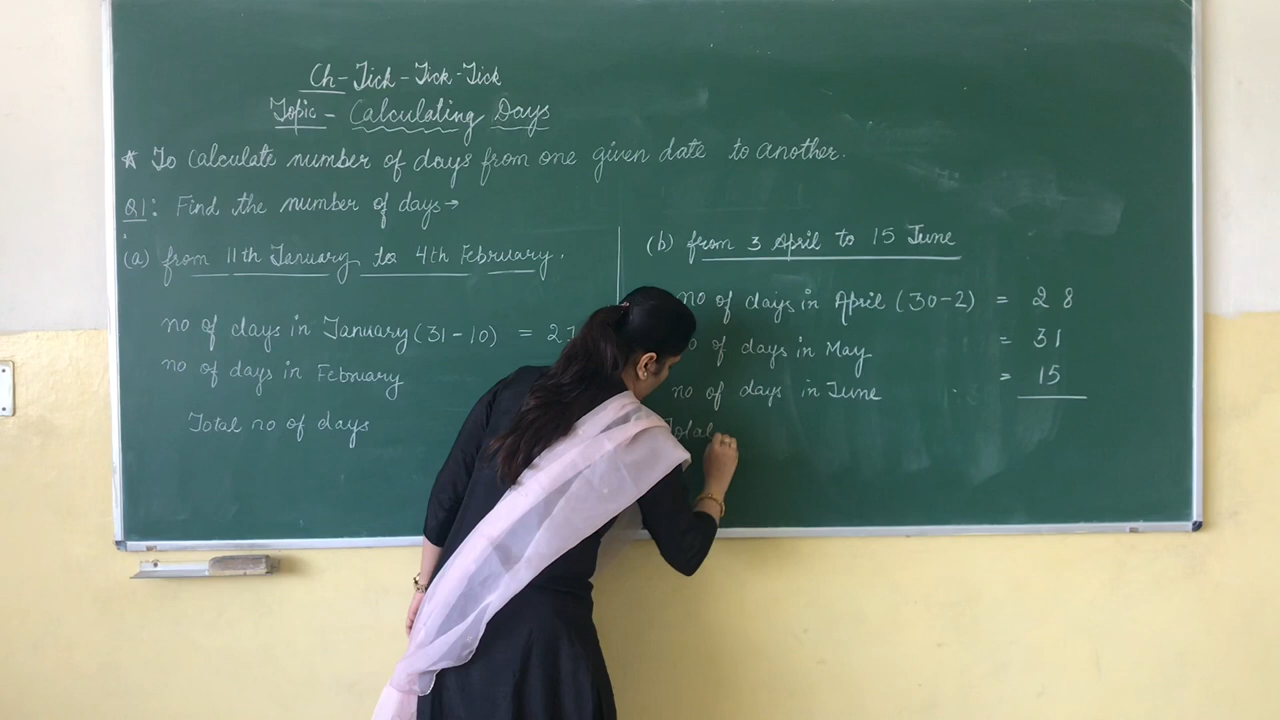 Ch-Tick-Tick-Tick
Topic - Calculating Days
* To Calculate number of days from one given date to another.
Q1: Find the number of days→
(a) from 11th January to 4th February.
no of days in January (31-10) = 21
no of days in February
Total no of days
(b) from 3 April to 15 June
no of days in April (30-2) = 28
of days in May = 31
no of days in June = 15
Total